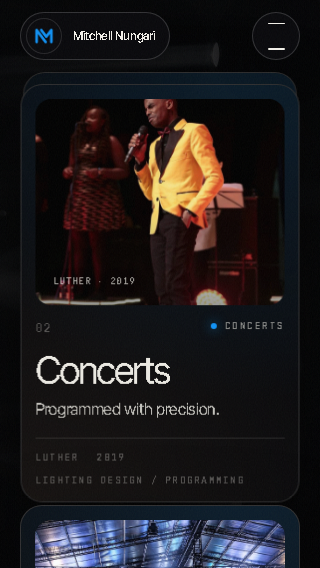 Mitchell Nungari
LUTHER · 2019
02
CONCERTS
Concerts
Programmed with precision.
LUTHER 2019
LIGHTING DESIGN / PROGRAMMING